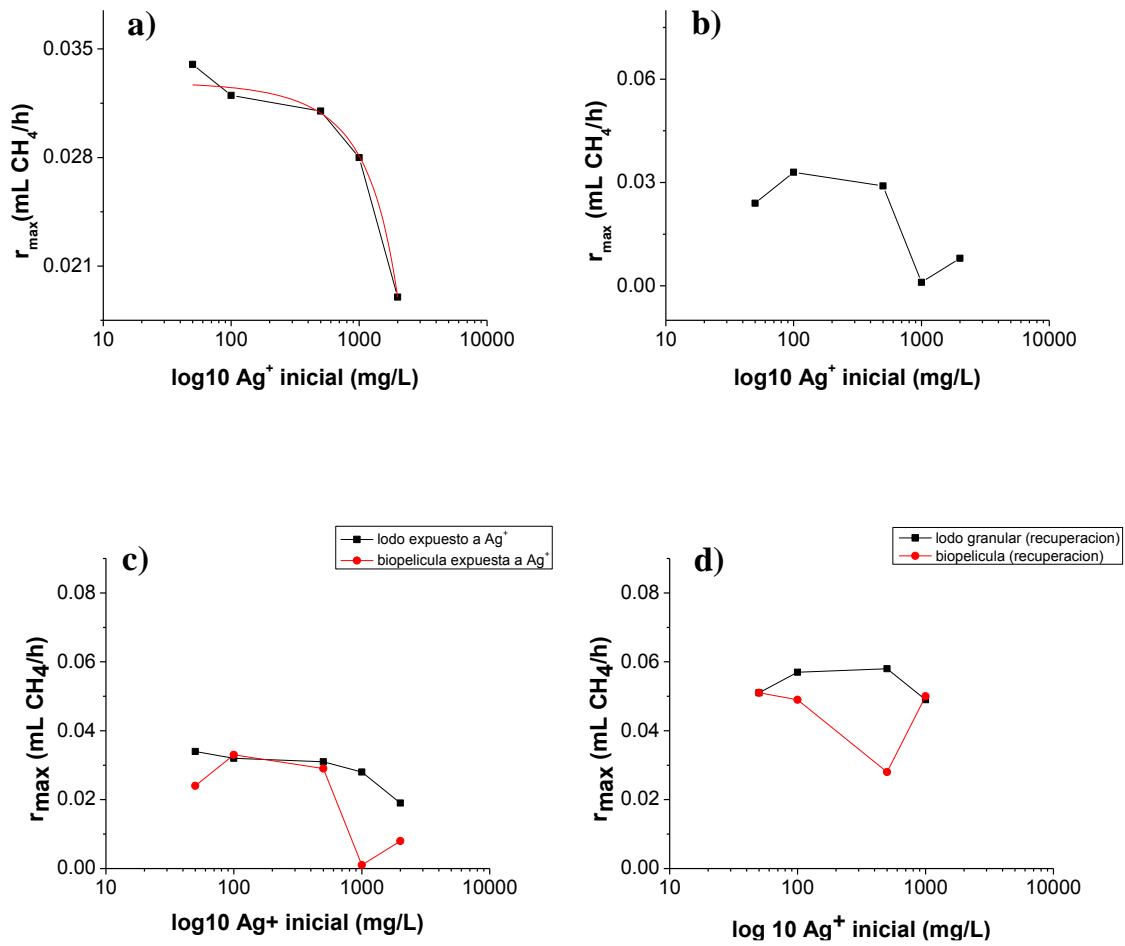 a)
0.035
0.028
0.021
r_max(mL CH_4/h)
10 100 1000 10000
log10 Ag⁺ inicial (mg/L)
b)
0.06
0.03
0.00
r_max (mL CH_4/h)
10 100 1000 10000
log10 Ag⁺ inicial (mg/L)
lodo expuesto a Ag⁺
biopelicula expuesta a Ag⁺
c)
0.08
0.06
0.04
0.02
0.00
r_max (mL CH4/h)
10 100 1000 10000
log10 Ag+ inicial (mg/L)
lodo granular (recuperacion)
biopelicula (recuperacion)
d)
0.08
0.06
0.04
0.02
0.00
r_max (mL CH4/h)
10 100 1000 10000
log 10 Ag⁺ inicial (mg/L)